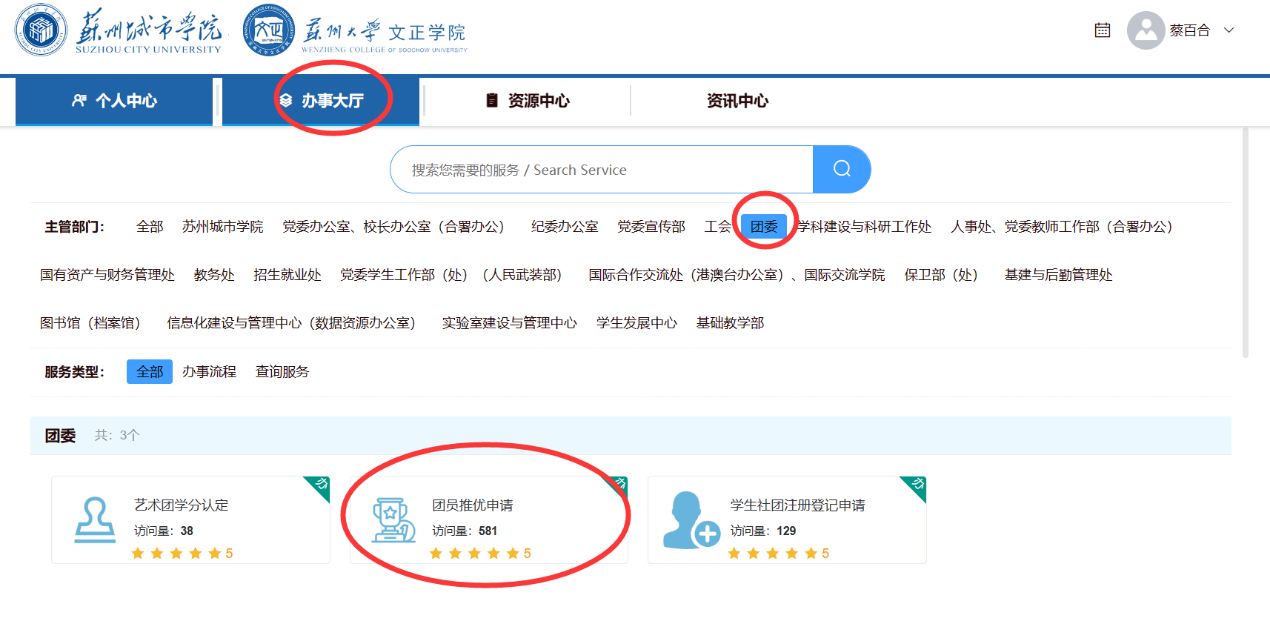 蘇州城市学院
SUZHOU CITY UNIVERSITY
文正
蘇州大學 文正学院
WENZHENG COLLEGE OF SOOCHOW UNIVERSITY
蔡百合
个人中心 办事大厅 资源中心 资讯中心
搜索您需要的服务 / Search Service
主管部门: 全部 苏州城市学院 党委办公室、校长办公室（合署办公） 纪委办公室 党委宣传部 工会 团委 学科建设与科研工作处 人事处、党委教师工作部（合署办公）
国有资产与财务管理处 教务处 招生就业处 党委学生工作部（处）（人民武装部） 国际合作交流处（港澳台办公室）、国际交流学院 保卫部（处） 基建与后勤管理处
图书馆（档案馆） 信息化建设与管理中心（数据资源办公室） 实验室建设与管理中心 学生发展中心 基础教学部
服务类型: 全部 办事流程 查询服务
团委 共: 3个
艺术团学分认定 办
访问量: 38
5
团员推优申请 办
访问量: 581
5
学生社团注册登记申请 办
访问量: 129
5